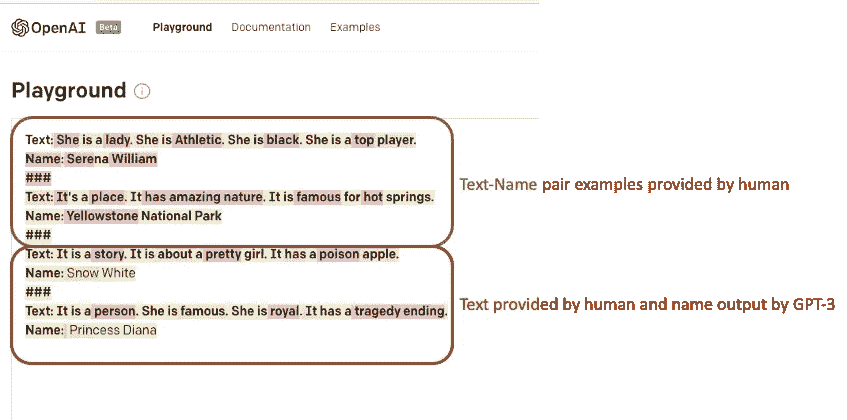 OpenAI Beta Playground Documentation Examples
Playground
Text: She is a lady. She is Athletic. She is black. She is a top player.
Name: Serena William
###
Text: It's a place. It has amazing nature. It is famous for hot springs.
Name: Yellowstone National Park
###
Text-Name pair examples provided by human
Text: It is a story. It is about a pretty girl. It has a poison apple.
Name: Snow White
###
Text: It is a person. She is famous. She is royal. It has a tragedy ending.
Name: Princess Diana
Text provided by human and name output by GPT-3